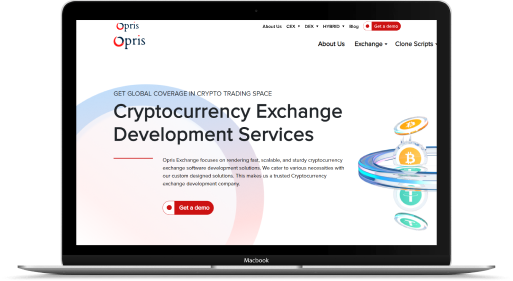 Opris
About Us CEX DEX HYBRID Blog Get a demo
Opris
About Us Exchange Clone Scripts
GET GLOBAL COVERAGE IN CRYPTO TRADING SPACE
Cryptocurrency Exchange
Development Services
Opris Exchange focuses on rendering fast, scalable, and sturdy cryptocurrency
exchange software development solutions. We cater to various necessities with
our custom designed solutions. This makes us a trusted Cryptocurrency
exchange development company.
Get a demo
Macbook